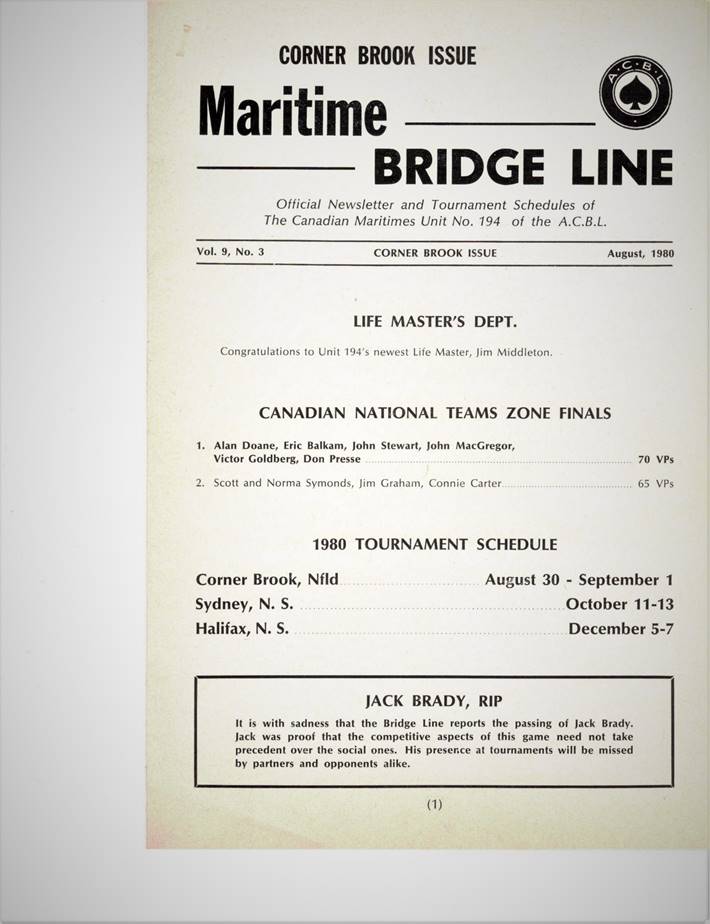 CORNER BROOK ISSUE
A·C·B·L
Maritime
BRIDGE LINE
Official Newsletter and Tournament Schedules of
The Canadian Maritimes Unit No. 194 of the A.C.B.L.
Vol. 9, No. 3 CORNER BROOK ISSUE August, 1980
LIFE MASTER'S DEPT.
Congratulations to Unit 194's newest Life Master, Jim Middleton.
CANADIAN NATIONAL TEAMS ZONE FINALS
1. Alan Doane, Eric Balkam, John Stewart, John MacGregor,
Victor Goldberg, Don Presse 70 VPs
2. Scott and Norma Symonds, Jim Graham, Connie Carter 65 VPs
1980 TOURNAMENT SCHEDULE
Corner Brook, Nfld August 30 - September 1
Sydney, N. S. October 11-13
Halifax, N. S. December 5-7
JACK BRADY, RIP
It is with sadness that the Bridge Line reports the passing of Jack Brady.
Jack was proof that the competitive aspects of this game need not take
precedent over the social ones. His presence at tournaments will be missed
by partners and opponents alike.
(1)